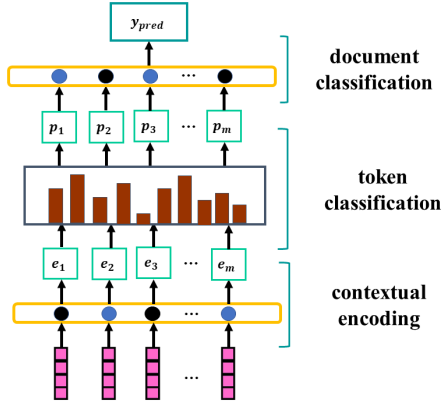 y_pred
document
classification
...
p_1 p_2 p_3 ... p_m
token
classification
e_1 e_2 e_3 ... e_m
contextual
encoding
...
...